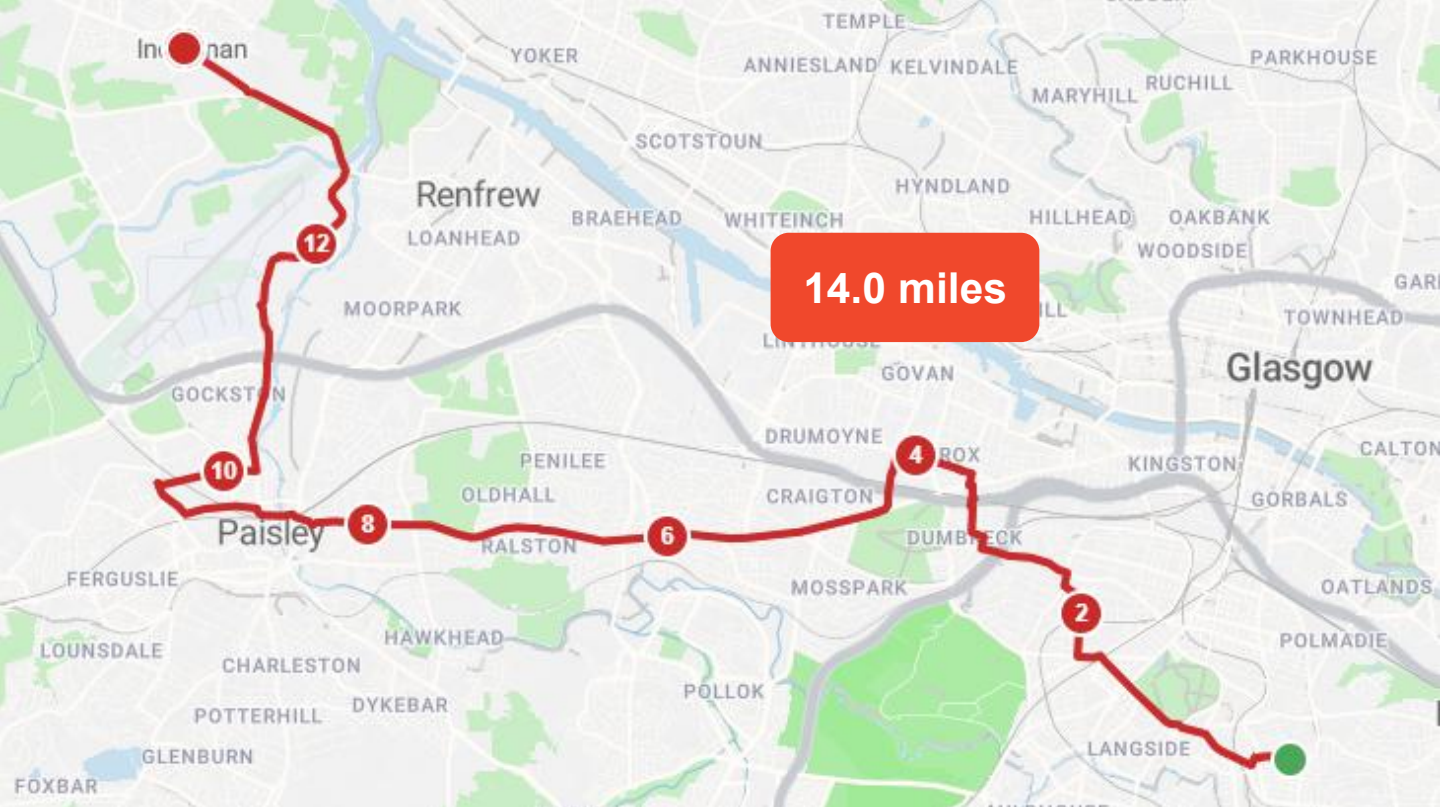 TEMPLE
YOKER
ANNIESLAND
KELVINDALE
PARKHOUSE
RUCHILL
MARYHILL
SCOTSTOUN
Renfrew
HYNDLAND
BRAEHEAD
WHITEINCH
HILLHEAD
OAKBANK
LOANHEAD
12
WOODSIDE
14.0 miles
MOORPARK
TOWNHEAD
GOVAN
Glasgow
GOCKSTON
DRUMOYNE
4
CALTON
PENILEE
KINGSTON
10
OLDHALL
CRAIGTON
GORBALS
8
Paisley
6
RALSTON
DUMBRECK
FERGUSLIE
MOSSPARK
OATLANDS
2
HAWKHEAD
POLMADIE
LOUNSDALE
CHARLESTON
POLLOK
DYKEBAR
POTTERHILL
LANGSIDE
GLENBURN
FOXBAR